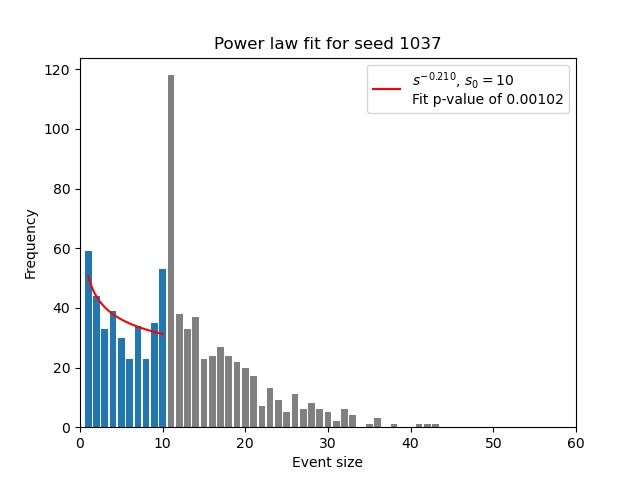 Power law fit for seed 1037
s^{-0.210}, s_0 = 10
Fit p-value of 0.00102
120
100
80
60
40
20
0
Frequency
0 10 20 30 40 50 60
Event size